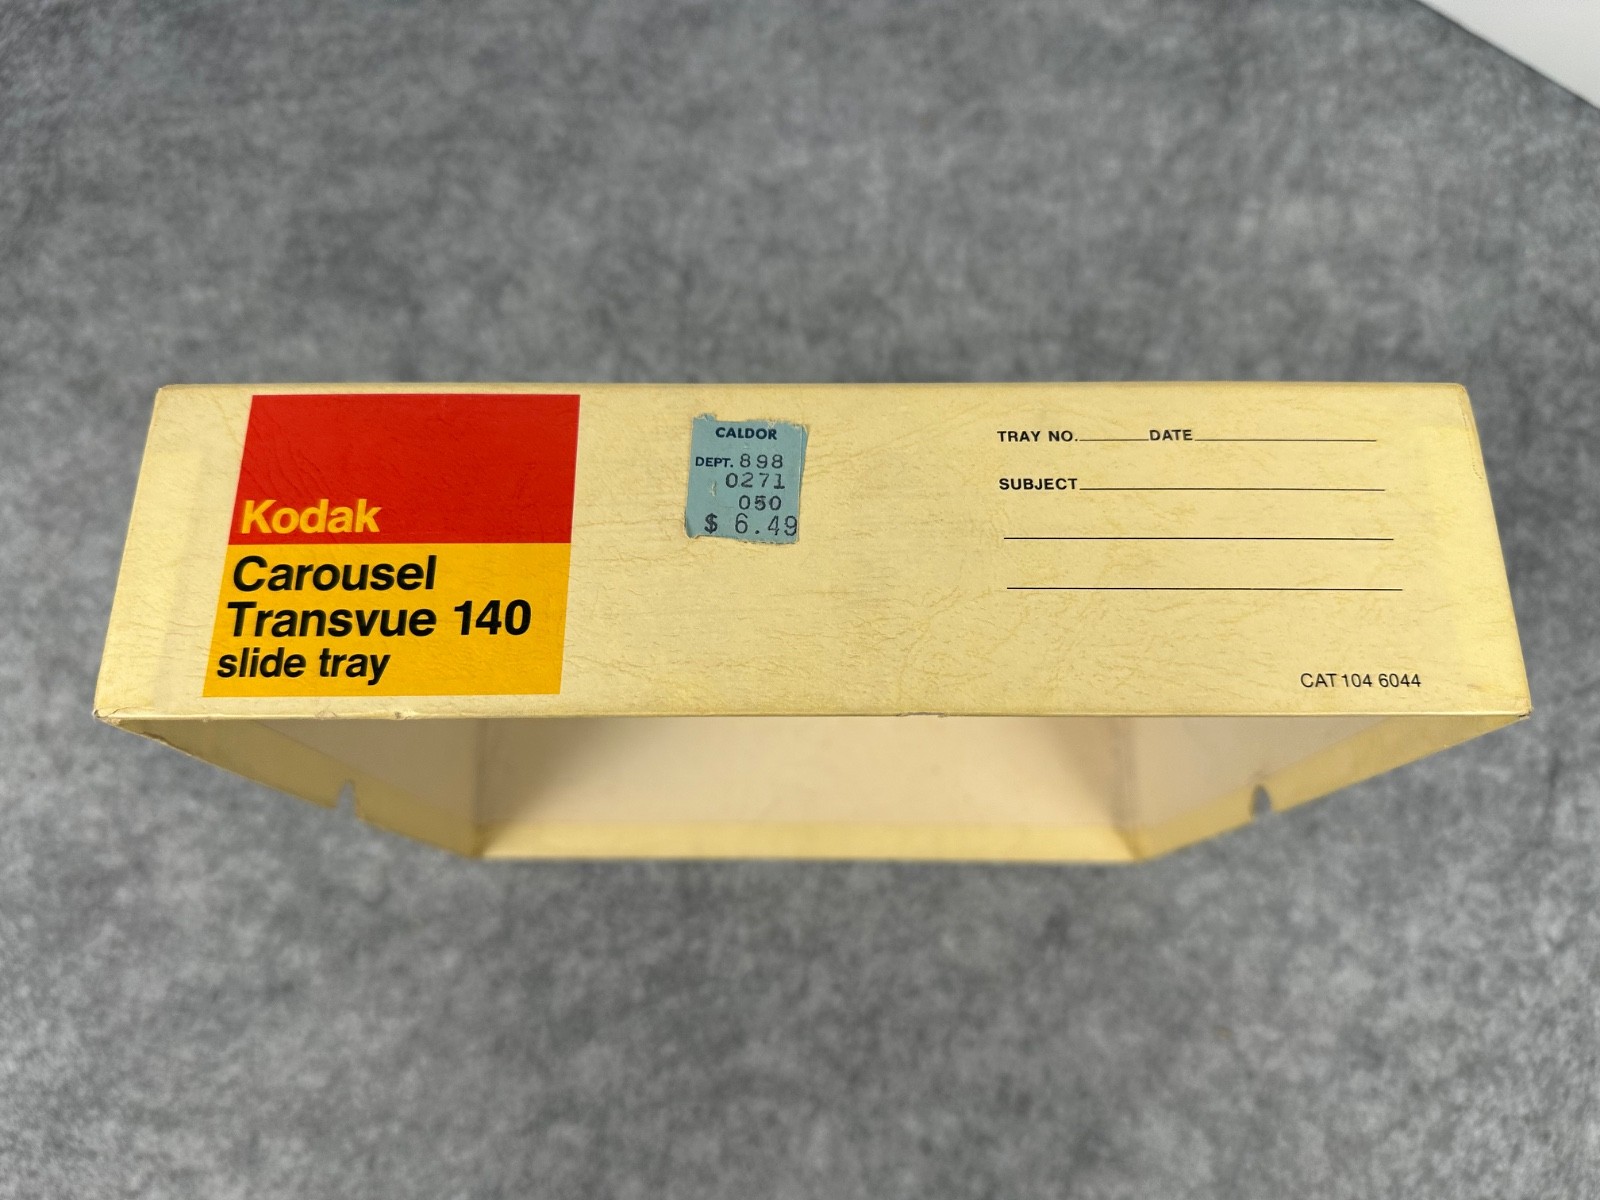 Kodak
Carousel
Transvue 140
slide tray
CALDOR
DEPT. 898
0271
050
$ 6.49
TRAY NO. DATE
SUBJECT
CAT 104 6044